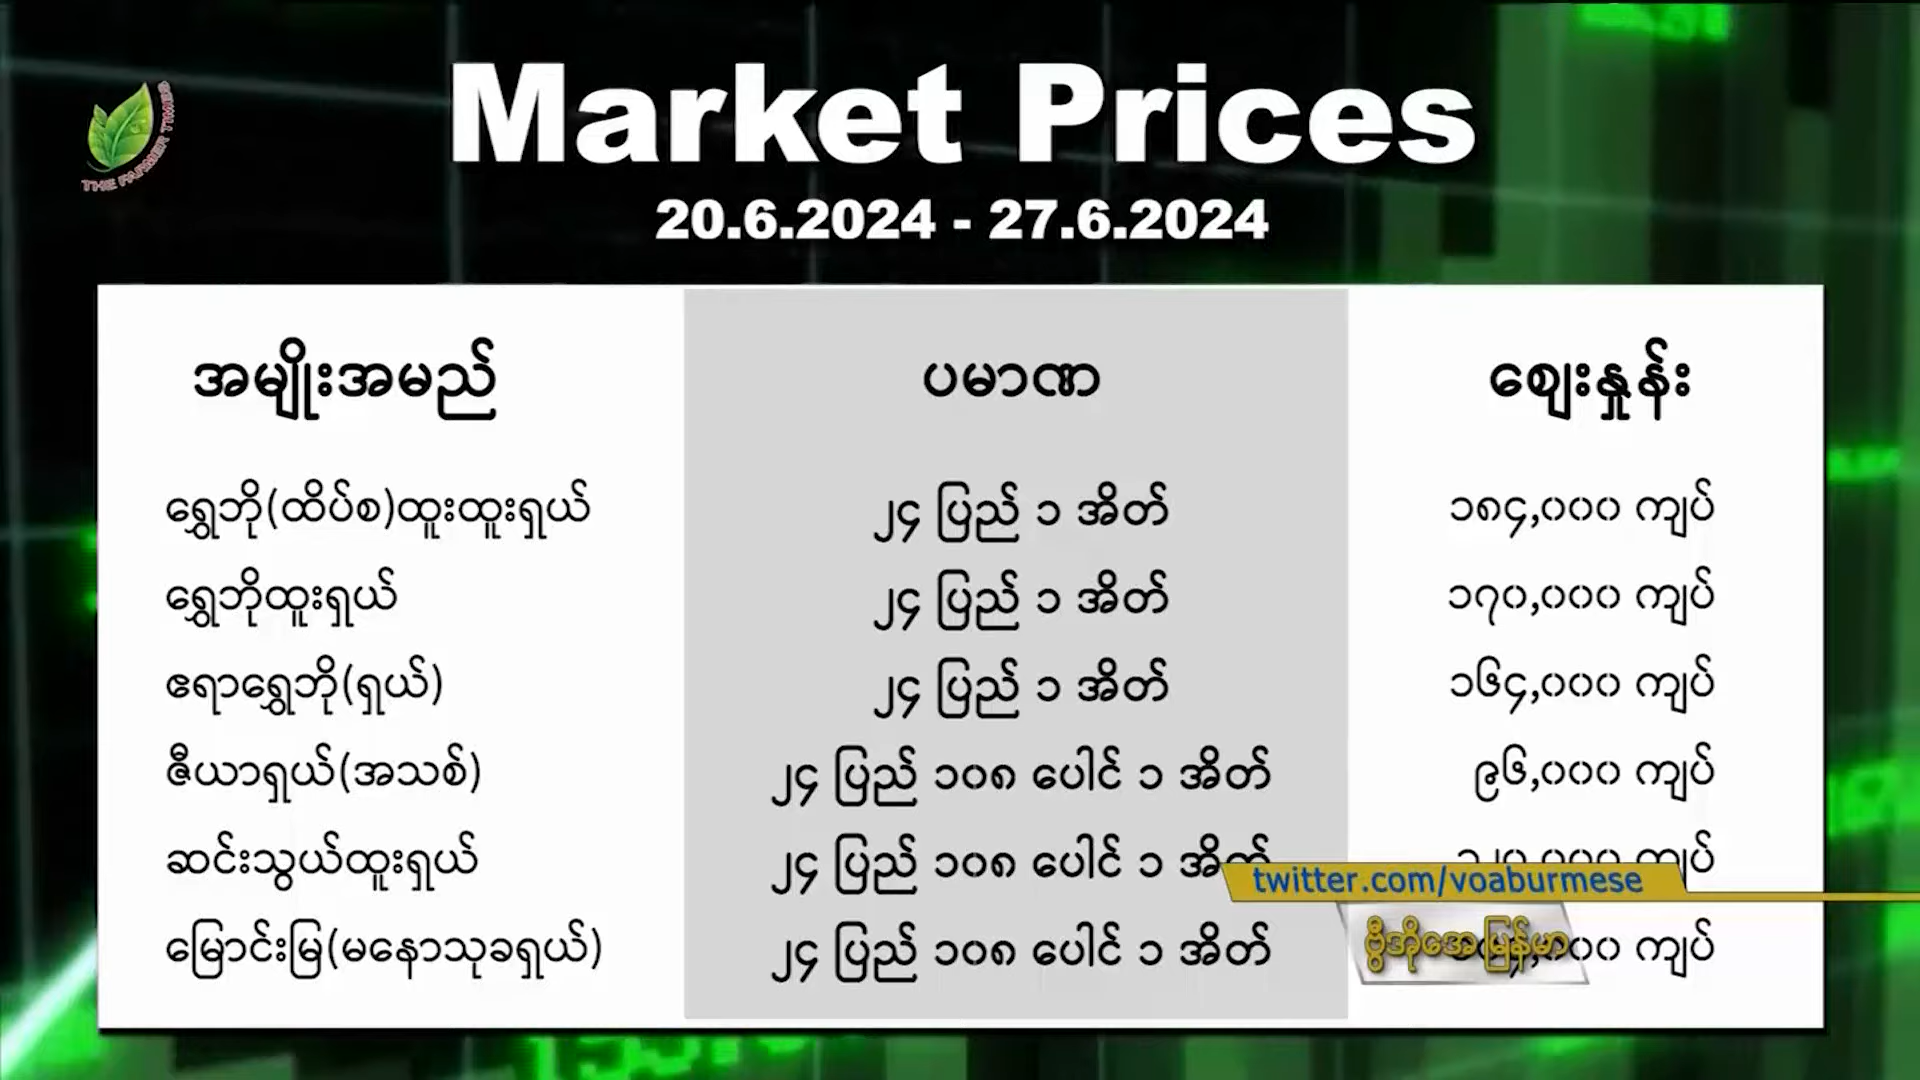 Market Prices
THE FARMER TIMES
20.6.2024 - 27.6.2024
အမျိုးအမည် ပမာဏ ဈေးနှုန်း
ရွှေဘို(ထိပ်စ)ထူးထူးရှယ် ၂၄ ပြည် ၁ အိတ် ၁၈၄,၀၀၀ ကျပ်
ရွှေဘိုထူးရှယ် ၂၄ ပြည် ၁ အိတ် ၁၇၀,၀၀၀ ကျပ်
ဧရာရွှေဘို(ရှယ်) ၂၄ ပြည် ၁ အိတ် ၁၆၄,၀၀၀ ကျပ်
ဇီယာရှယ်(အသစ်) ၂၄ ပြည် ၁၀၈ ပေါင် ၁ အိတ် ၉၆,၀၀၀ ကျပ်
ဆင်းသွယ်ထူးရှယ် ၂၄ ပြည် ၁၀၈ ပေါင် ၁ အိတ် ကျပ်
twitter.com/voaburmese
မြောင်းမြ(မနောသုခရှယ်) ၂၄ ပြည် ၁၀၈ ပေါင် ၁ အိတ် ကျပ်
ဗွီအိုအေမြန်မာ